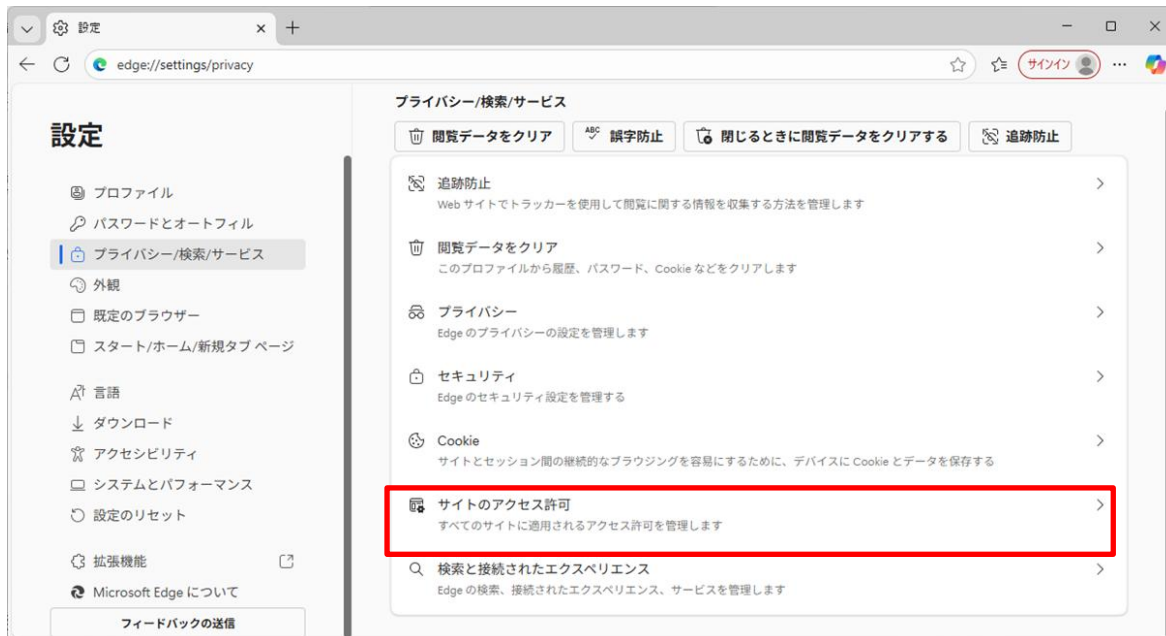 設定
edge://settings/privacy
サインイン
設定
プロファイル
パスワードとオートフィル
プライバシー/検索/サービス
外観
既定のブラウザー
スタート/ホーム/新規タブ ページ
言語
ダウンロード
アクセシビリティ
システムとパフォーマンス
設定のリセット
拡張機能
Microsoft Edge について
フィードバックの送信
プライバシー/検索/サービス
閲覧データをクリア
ABC 誤字防止
閉じるときに閲覧データをクリアする
追跡防止
追跡防止
Web サイトでトラッカーを使用して閲覧に関する情報を収集する方法を管理します
閲覧データをクリア
このプロファイルから履歴、パスワード、Cookie などをクリアします
プライバシー
Edge のプライバシーの設定を管理します
セキュリティ
Edge のセキュリティ設定を管理する
Cookie
サイトとセッション間の継続的なブラウジングを容易にするために、デバイスに Cookie とデータを保存する
サイトのアクセス許可
すべてのサイトに適用されるアクセス許可を管理します
検索と接続されたエクスペリエンス
Edge の検索、接続されたエクスペリエンス、サービスを管理します